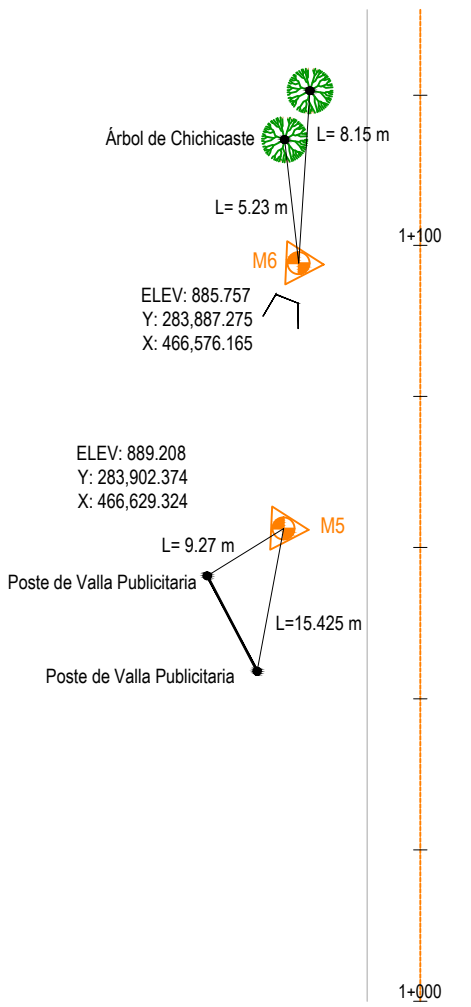 Árbol de Chichicaste
L= 8.15 m
L= 5.23 m
1+100
M6
ELEV: 885.757
Y: 283,887.275
X: 466,576.165
ELEV: 889.208
Y: 283,902.374
X: 466,629.324
M5
L= 9.27 m
Poste de Valla Publicitaria
L=15.425 m
Poste de Valla Publicitaria
1+000